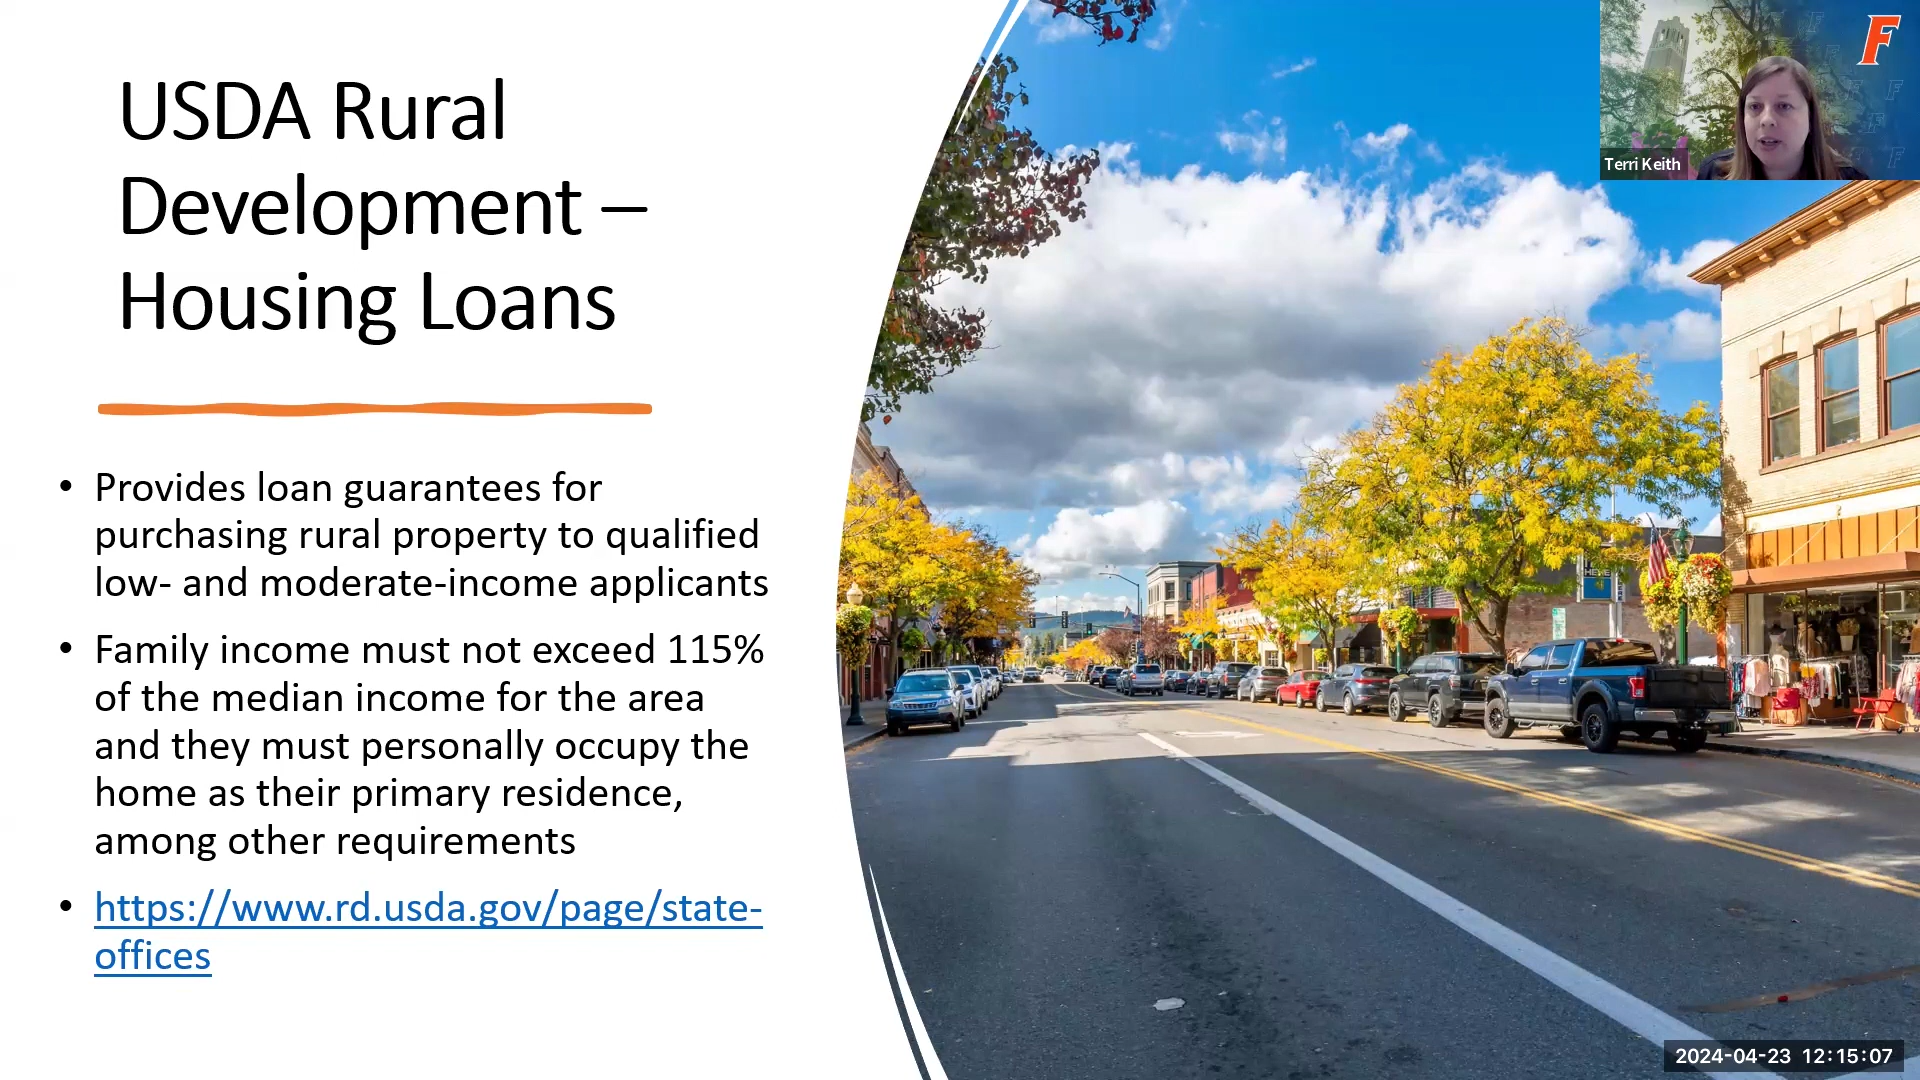 USDA Rural
Development –
Housing Loans
• Provides loan guarantees for
purchasing rural property to qualified
low- and moderate-income applicants
• Family income must not exceed 115%
of the median income for the area
and they must personally occupy the
home as their primary residence,
among other requirements
• https://www.rd.usda.gov/page/state-
offices
F
Terri Keith
HERE
2024-04-23 12:15:07